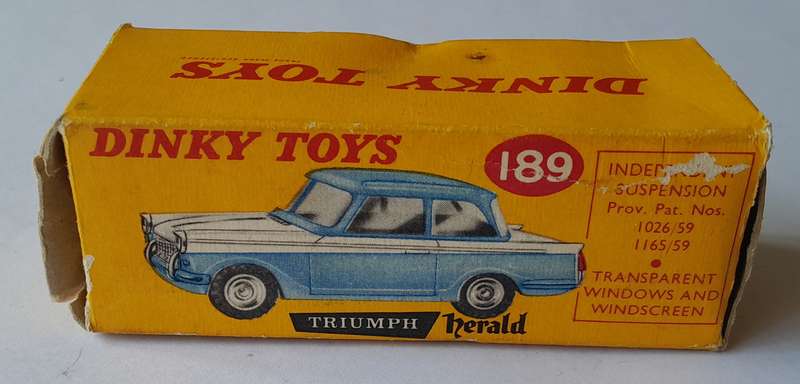 DINKY TOYS
DINKY TOYS
189
SUSPENSION
Prov. Pat. Nos.
1026/59
1165/59
• TRANSPARENT
WINDOWS AND
WINDSCREEN
TRIUMPH Herald